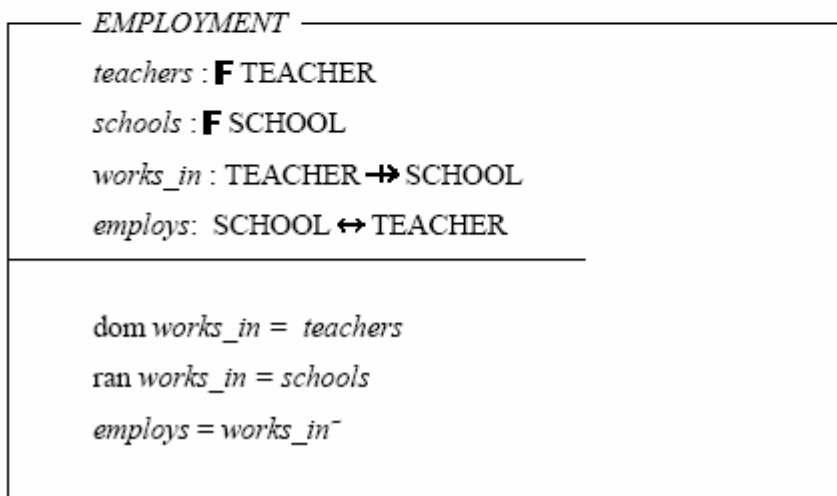 EMPLOYMENT
teachers : 𝐅 TEACHER
schools : 𝐅 SCHOOL
works_in : TEACHER ⇸ SCHOOL
employs: SCHOOL ↔ TEACHER
dom works_in = teachers
ran works_in = schools
employs = works_in˜